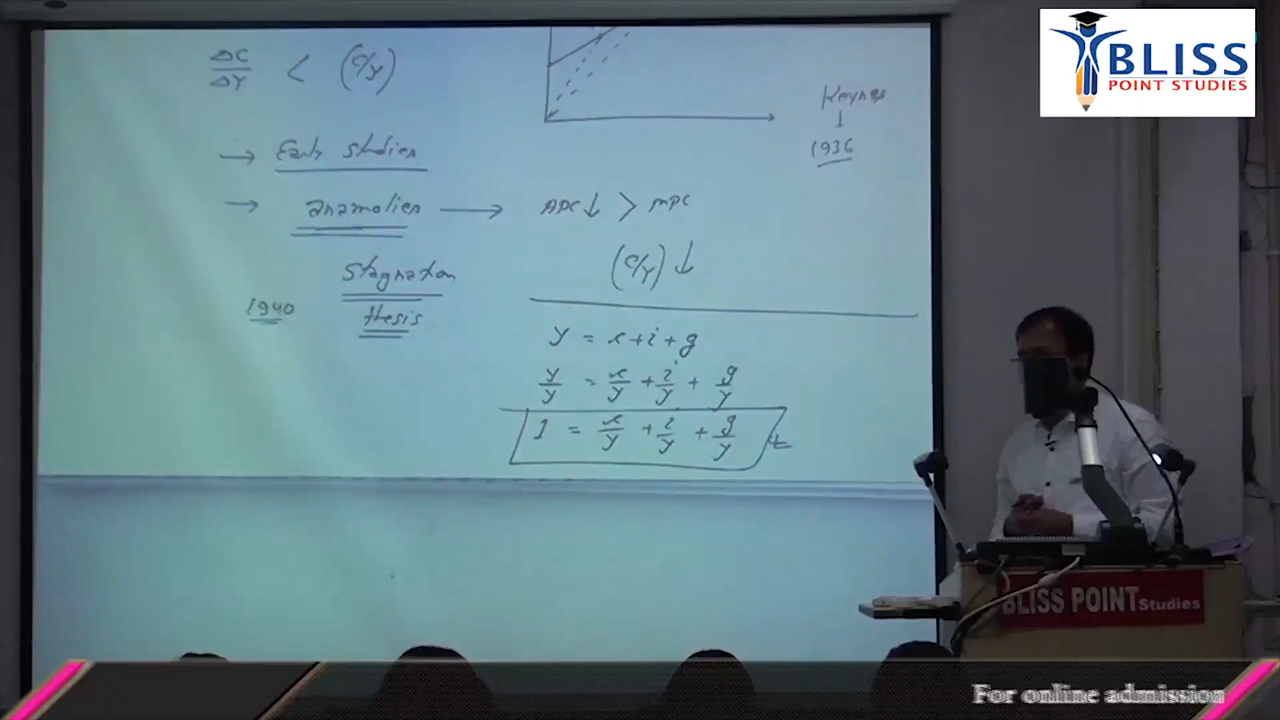 BLISS
POINT STUDIES
ΔC/ΔY < (C/Y)
Keynes
↓
1936
→ Early studies
→ anamolies → APC↓ > MPC
(C/Y) ↓
Stagnation
thesis
1940
y = c+i+g
y/y = c/y + i/y + g/y
1 = c/y + i/y + g/y
BLISS POINT Studies
For online admission